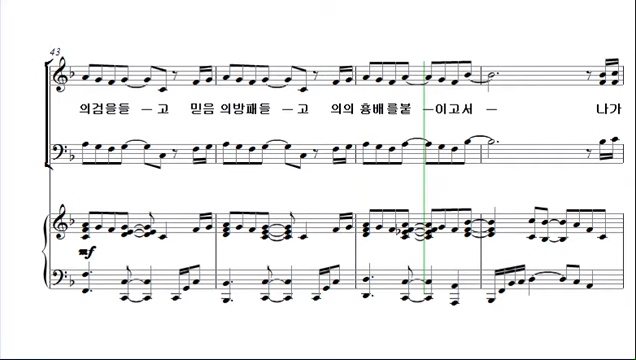 43
의검을들 — 고 믿음 의방패들 — 고 의의 흉배를붙 — 이고서 — 나가
mf